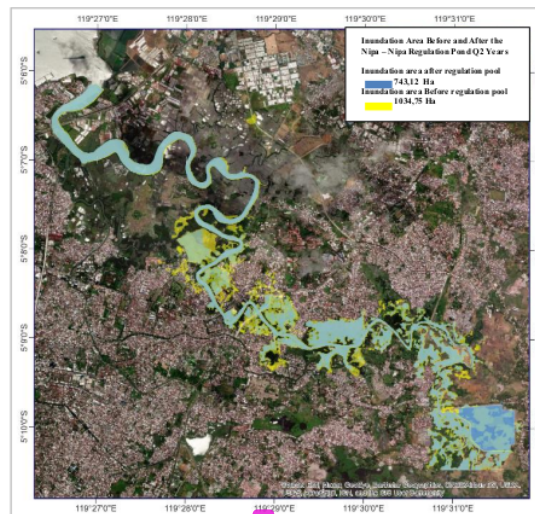 119°27'0"E 119°28'0"E 119°29'0"E 119°30'0"E 119°31'0"E
Inundation Area Before and After the
Nipa – Nipa Regulation Pond Q2 Years
Inundation area after regulation pool
743,12 Ha
Inundation area Before regulation pool
1034,75 Ha
5°6'0"S
5°7'0"S
5°8'0"S
5°9'0"S
5°10'0"S
119°27'0"E 119°28'0"E 119°29'0"E 119°30'0"E 119°31'0"E